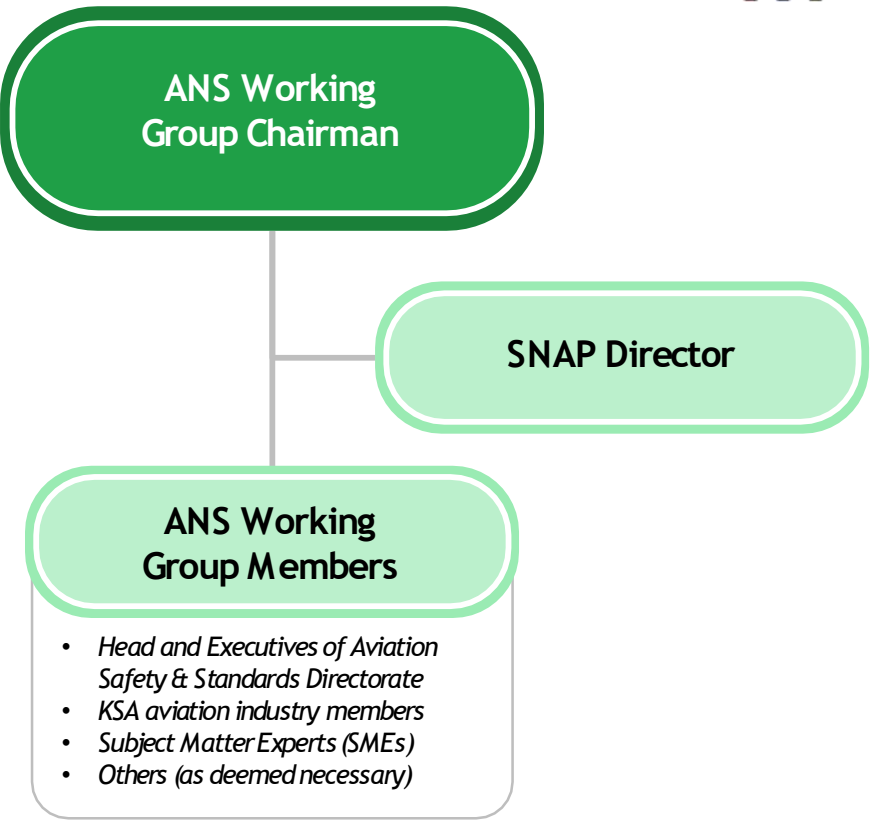 ANS Working
Group Chairman
SNAP Director
ANS Working
Group Members
• Head and Executives of Aviation
Safety & Standards Directorate
• KSA aviation industry members
• Subject Matter Experts (SMEs)
• Others (as deemed necessary)